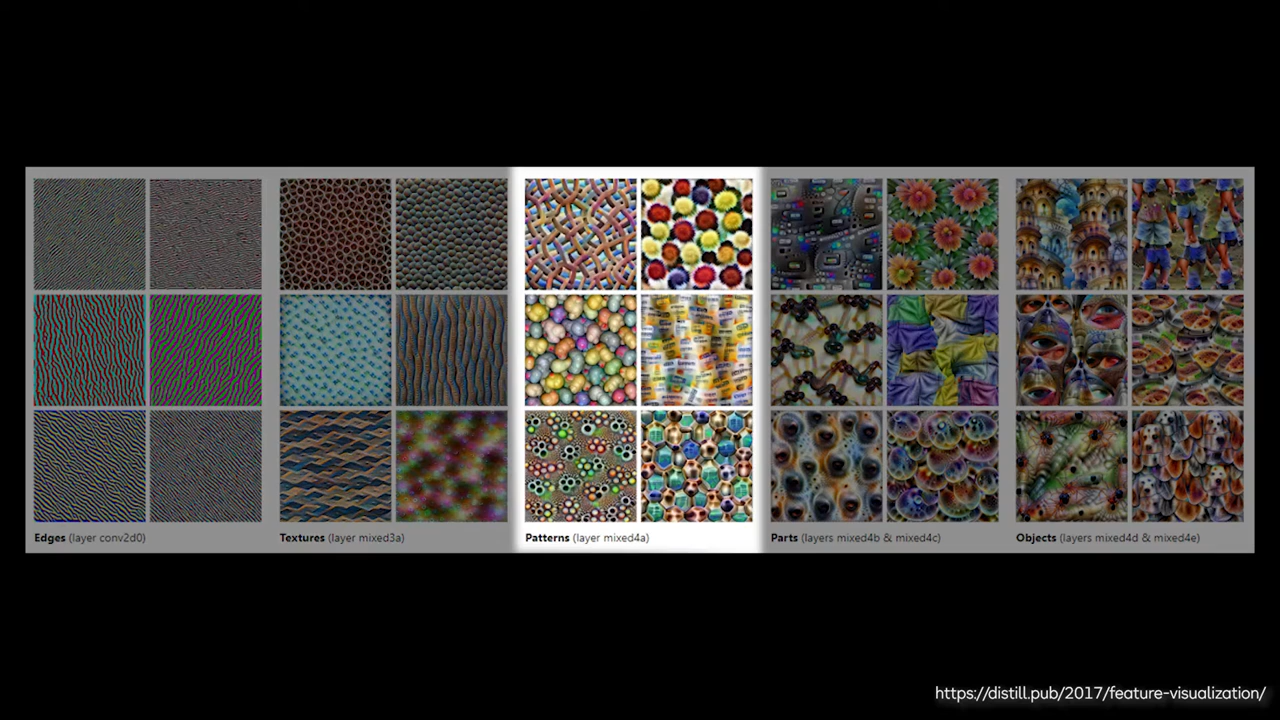 Edges (layer conv2d0)
Textures (layer mixed3a)
Patterns (layer mixed4a)
Parts (layers mixed4b & mixed4c)
Objects (layers mixed4d & mixed4e)
https://distill.pub/2017/feature-visualization/